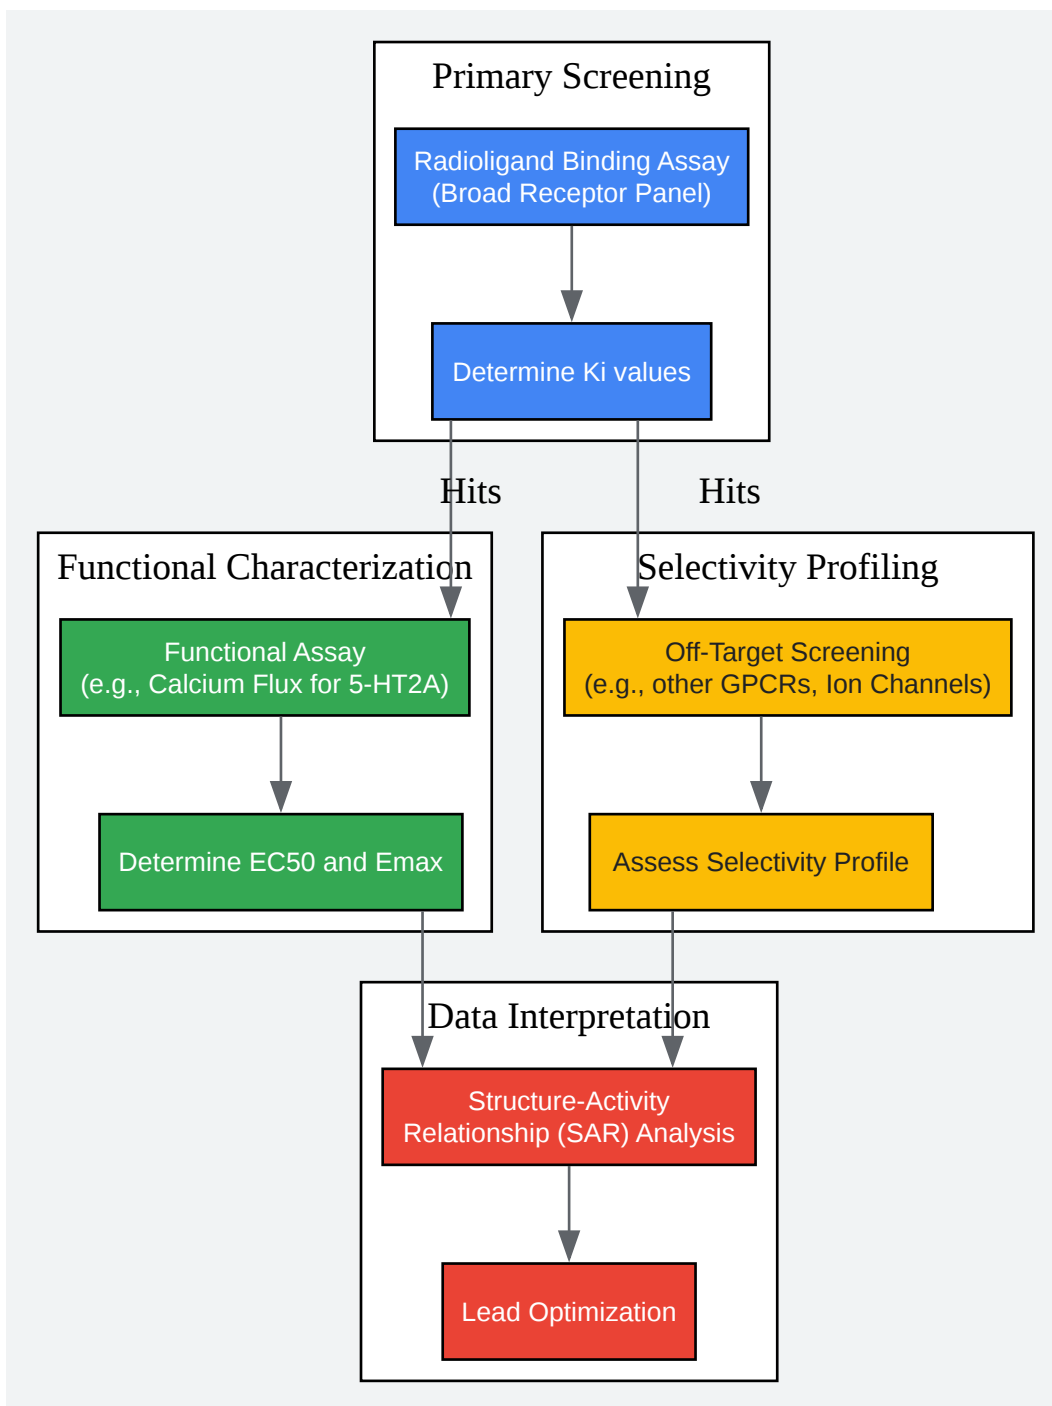 Primary Screening
Radioligand Binding Assay
(Broad Receptor Panel)
Determine Ki values
Hits
Hits
Functional Characterization
Functional Assay
(e.g., Calcium Flux for 5-HT2A)
Determine EC50 and Emax
Selectivity Profiling
Off-Target Screening
(e.g., other GPCRs, Ion Channels)
Assess Selectivity Profile
Data Interpretation
Structure-Activity
Relationship (SAR) Analysis
Lead Optimization